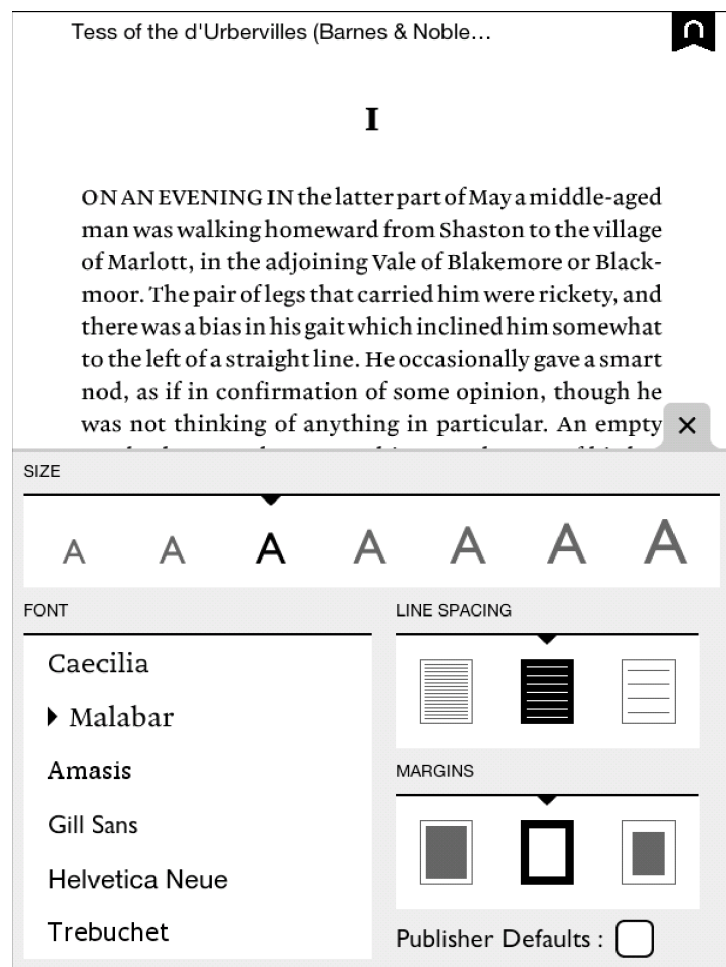 Tess of the d'Urbervilles (Barnes & Noble…
I
ON AN EVENING IN the latter part of May a middle-aged
man was walking homeward from Shaston to the village
of Marlott, in the adjoining Vale of Blakemore or Black-
moor. The pair of legs that carried him were rickety, and
there was a bias in his gait which inclined him somewhat
to the left of a straight line. He occasionally gave a smart
nod, as if in confirmation of some opinion, though he
was not thinking of anything in particular. An empty
SIZE
A A A A A A A
FONT
Caecilia
Malabar
Amasis
Gill Sans
Helvetica Neue
Trebuchet
LINE SPACING
MARGINS
Publisher Defaults :